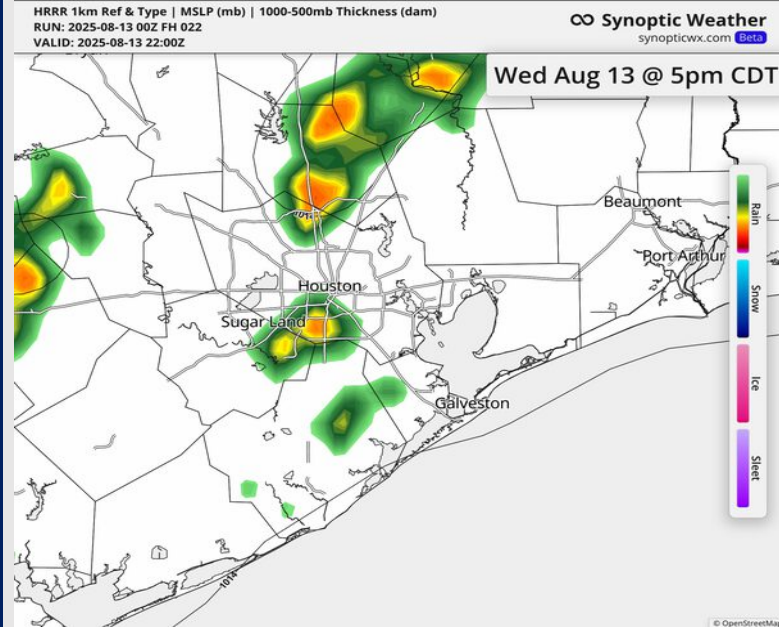 HRRR 1km Ref & Type | MSLP (mb) | 1000-500mb Thickness (dam)
RUN: 2025-08-13 00Z FH 022
VALID: 2025-08-13 22:00Z
Synoptic Weather
synopticwx.com Beta
Wed Aug 13 @ 5pm CDT
Beaumont
Port Arthur
Houston
Sugar Land
Galveston
1014
Rain
Snow
Ice
Sleet
© OpenStreetMap